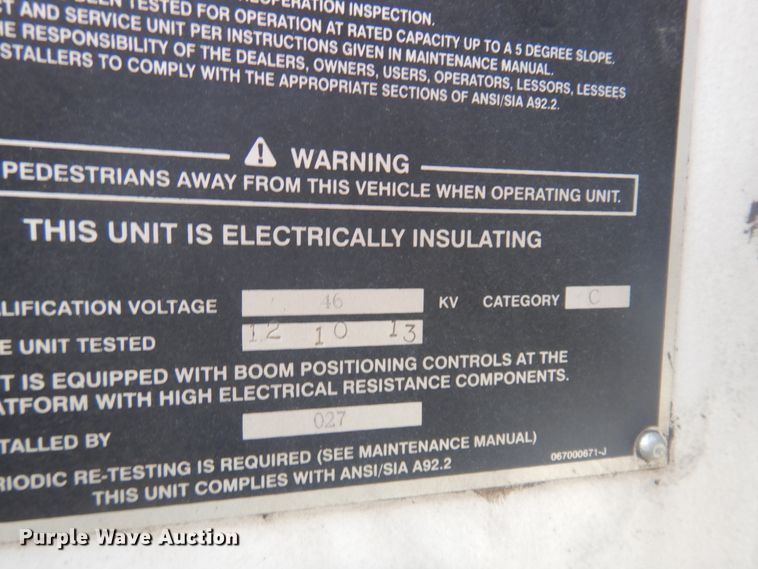 TESTED FOR OPERATION AT RATED CAPACITY UP TO A 5 DEGREE SLOPE.
AND SERVICE UNIT PER INSTRUCTIONS GIVEN IN MAINTENANCE MANUAL.
RESPONSIBILITY OF THE DEALERS, OWNERS, USERS, OPERATORS, LESSORS, LESSEES
STALLERS TO COMPLY WITH THE APPROPRIATE SECTIONS OF ANSI/SIA A92.2.
WARNING
PEDESTRIANS AWAY FROM THIS VEHICLE WHEN OPERATING UNIT.
THIS UNIT IS ELECTRICALLY INSULATING
LIFICATION VOLTAGE 46 KV CATEGORY C
E UNIT TESTED 12 10 13
T IS EQUIPPED WITH BOOM POSITIONING CONTROLS AT THE
ATFORM WITH HIGH ELECTRICAL RESISTANCE COMPONENTS.
TALLED BY 027
RIODIC RE-TESTING IS REQUIRED (SEE MAINTENANCE MANUAL)
THIS UNIT COMPLIES WITH ANSI/SIA A92.2
067000671-J
Purple Wave Auction